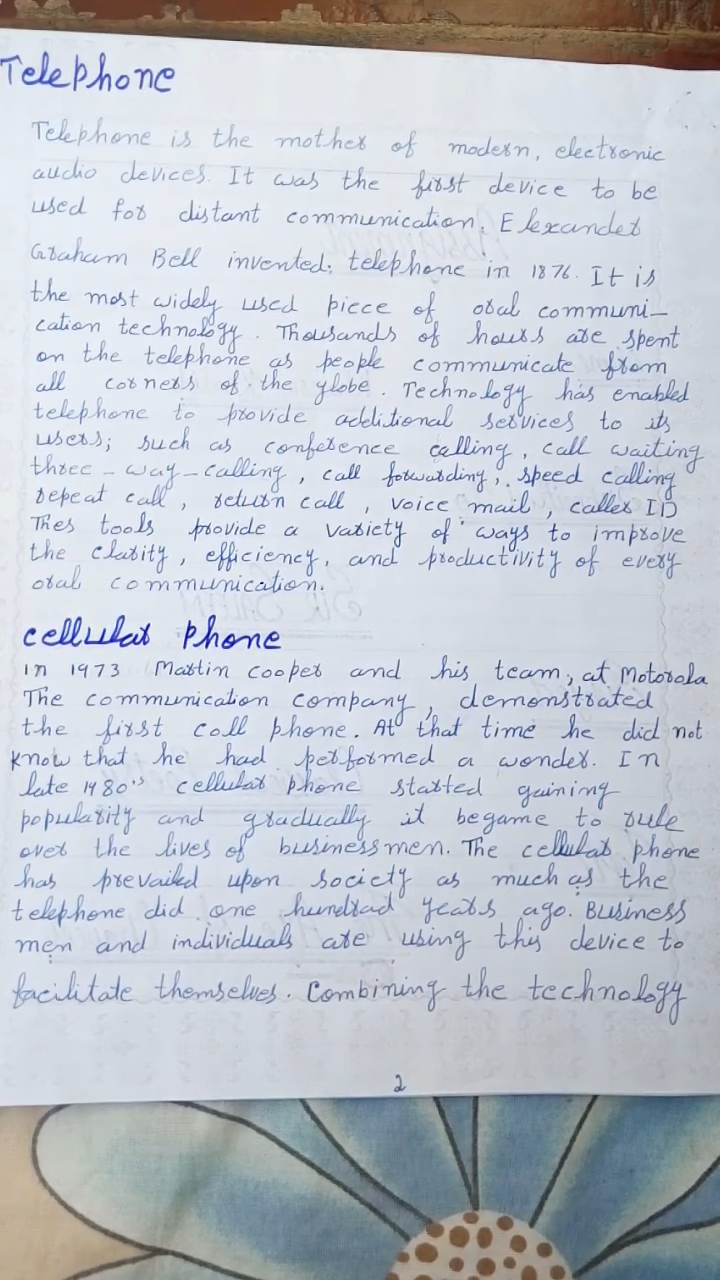 Telephone
Telephone is the mother of modern, electronic
audio devices. It was the first device to be
used for distant communication. Elexander
Graham Bell invented, telephone in 1876. It is
the most widely used piece of oral communi-
cation technology. Thousands of hours are spent
on the telephone as people communicate from
all corners of the globe. Technology has enabled
telephone to provide additional services to its
users; such as conference calling, call waiting
three-way-calling, call forwarding, speed calling
repeat call, return call, voice mail, caller ID
Thes tools provide a variety of ways to improve
the clarity, efficiency, and productivity of every
oral communication.
cellular phone
in 1973 Martin cooper and his team, at Motorola
The communication company, demonstrated
the first coll phone. At that time he did not
know that he had performed a wonder. In
late 1980's cellular phone started gaining
popularity and gradually it begame to rule
over the lives of businessmen. The cellular phone
has prevailed upon society as much as the
telephone did one hundrad years ago. Business
men and individuals are using this device to
facilitate themselves. Combining the technology
2